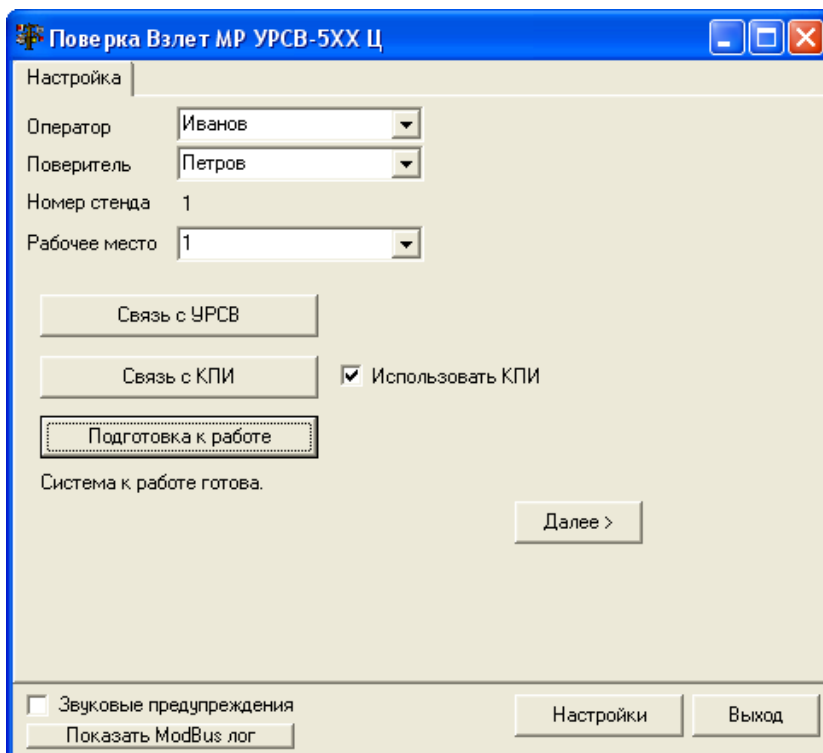 Поверка Взлет МР УРСВ-5ХХ Ц
Настройка
Оператор Иванов
Поверитель Петров
Номер стенда 1
Рабочее место 1
Связь с УРСВ
Связь с КПИ Использовать КПИ
Подготовка к работе
Система к работе готова.
Далее >
Звуковые предупреждения
Настройки Выход
Показать ModBus лог